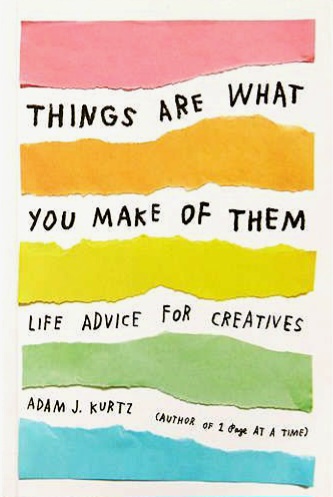 THINGS ARE WHAT
YOU MAKE OF THEM
LIFE ADVICE FOR CREATIVES
ADAM J. KURTZ
(AUTHOR OF 1 Page AT A TIME)